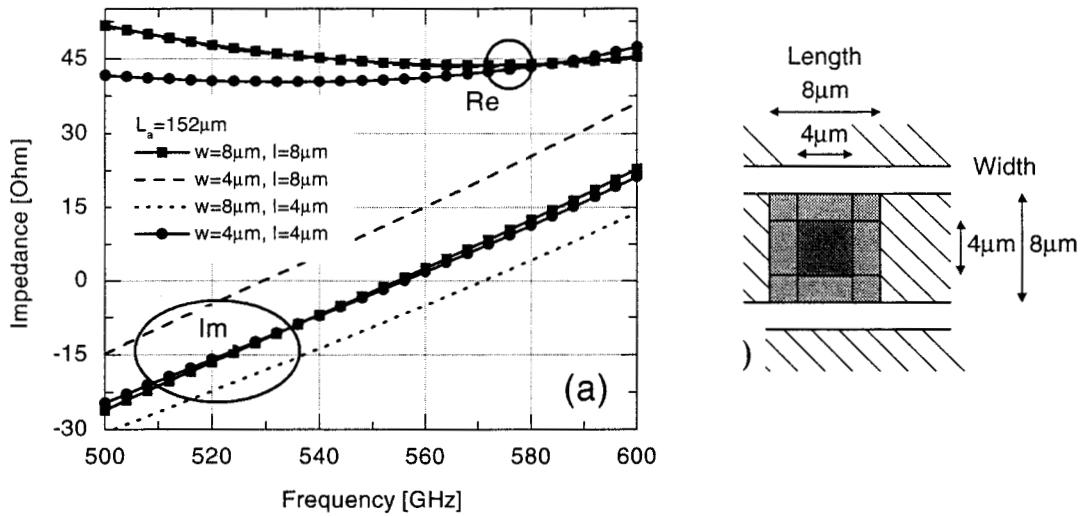 45
30
15
0
-15
-30
Impedance [Ohm]
Re
Lₐ=152μm
w=8μm, l=8μm
w=4μm, l=8μm
w=8μm, l=4μm
w=4μm, l=4μm
Im
(a)
500 520 540 560 580 600
Frequency [GHz]
Length
8μm
4μm
Width
4μm 8μm
)